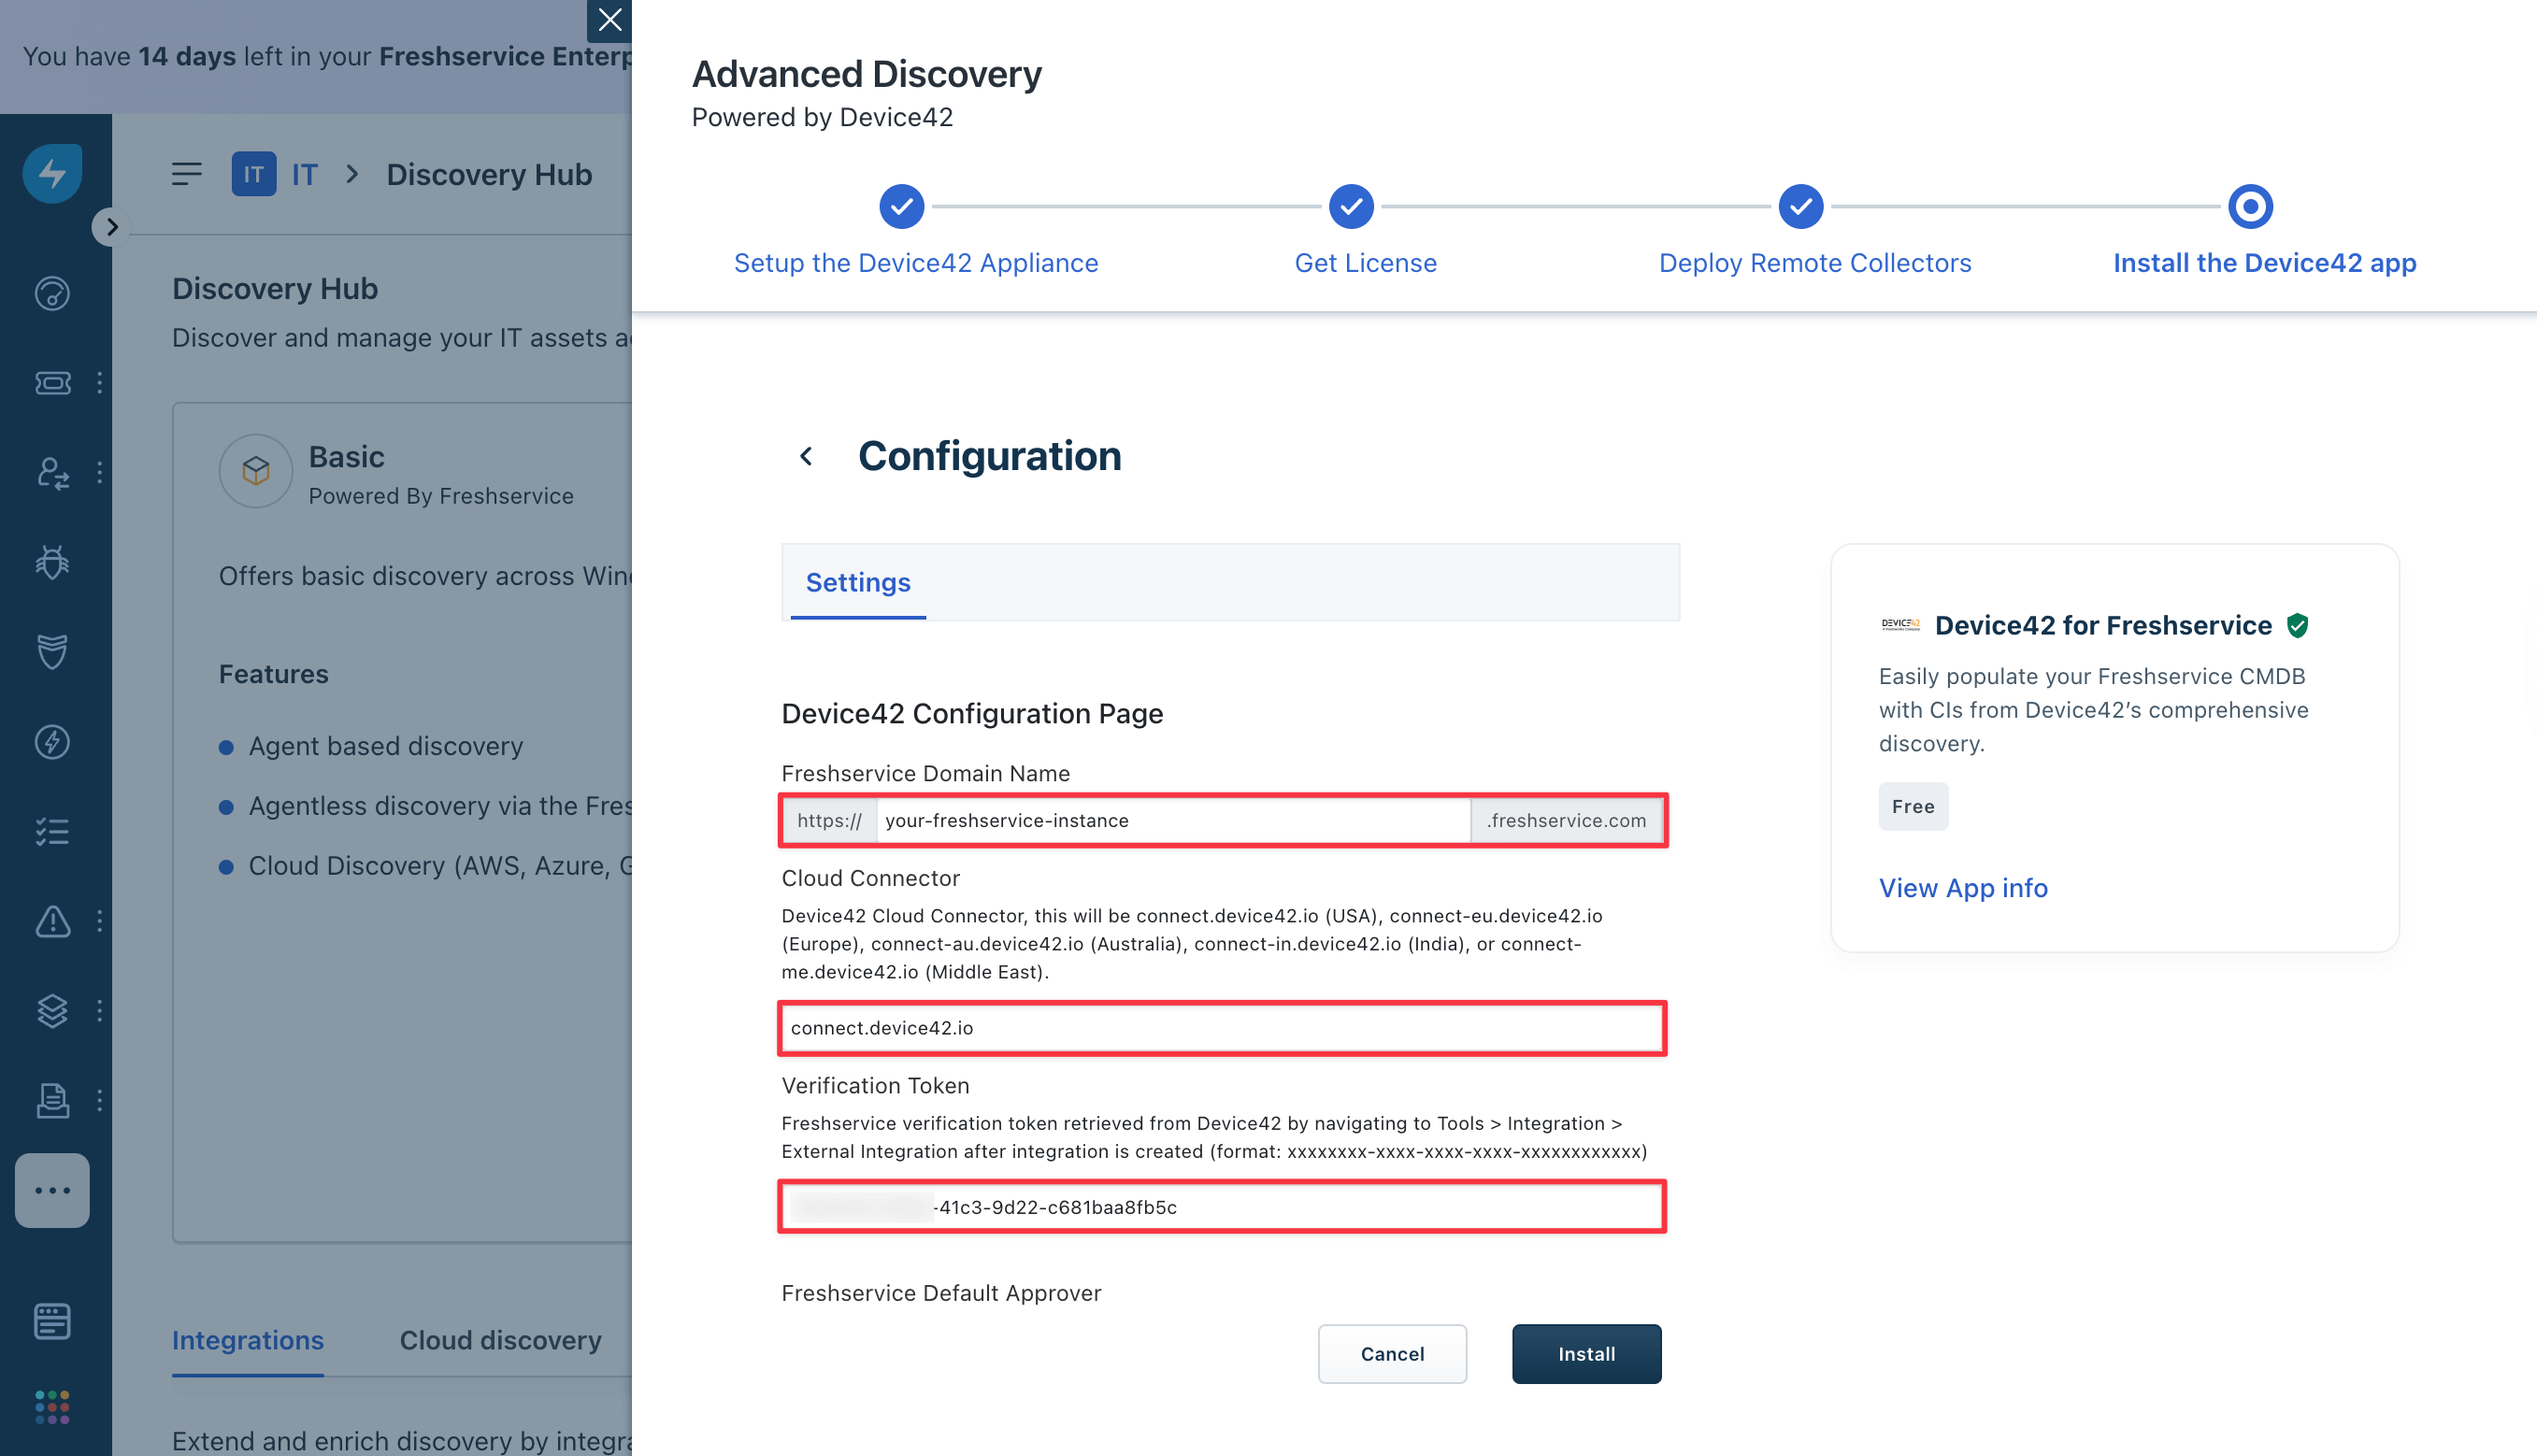 You have 14 days left in your Freshservice Enterp
IT IT > Discovery Hub
Discovery Hub
Discover and manage your IT assets a
Basic
Powered By Freshservice
Offers basic discovery across Win
Features
Agent based discovery
Agentless discovery via the Fres
Cloud Discovery (AWS, Azure, G
Integrations Cloud discovery
Extend and enrich discovery by integra
Advanced Discovery
Powered by Device42
Setup the Device42 Appliance
Get License
Deploy Remote Collectors
Install the Device42 app
Configuration
Settings
Device42 Configuration Page
Freshservice Domain Name
https:// your-freshservice-instance .freshservice.com
Cloud Connector
Device42 Cloud Connector, this will be connect.device42.io (USA), connect-eu.device42.io
(Europe), connect-au.device42.io (Australia), connect-in.device42.io (India), or connect-
me.device42.io (Middle East).
connect.device42.io
Verification Token
Freshservice verification token retrieved from Device42 by navigating to Tools > Integration >
External Integration after integration is created (format: xxxxxxxx-xxxx-xxxx-xxxx-xxxxxxxxxxxx)
-41c3-9d22-c681baa8fb5c
Freshservice Default Approver
Cancel Install
DEVICE42
Device42 for Freshservice
Easily populate your Freshservice CMDB
with CIs from Device42’s comprehensive
discovery.
Free
View App info